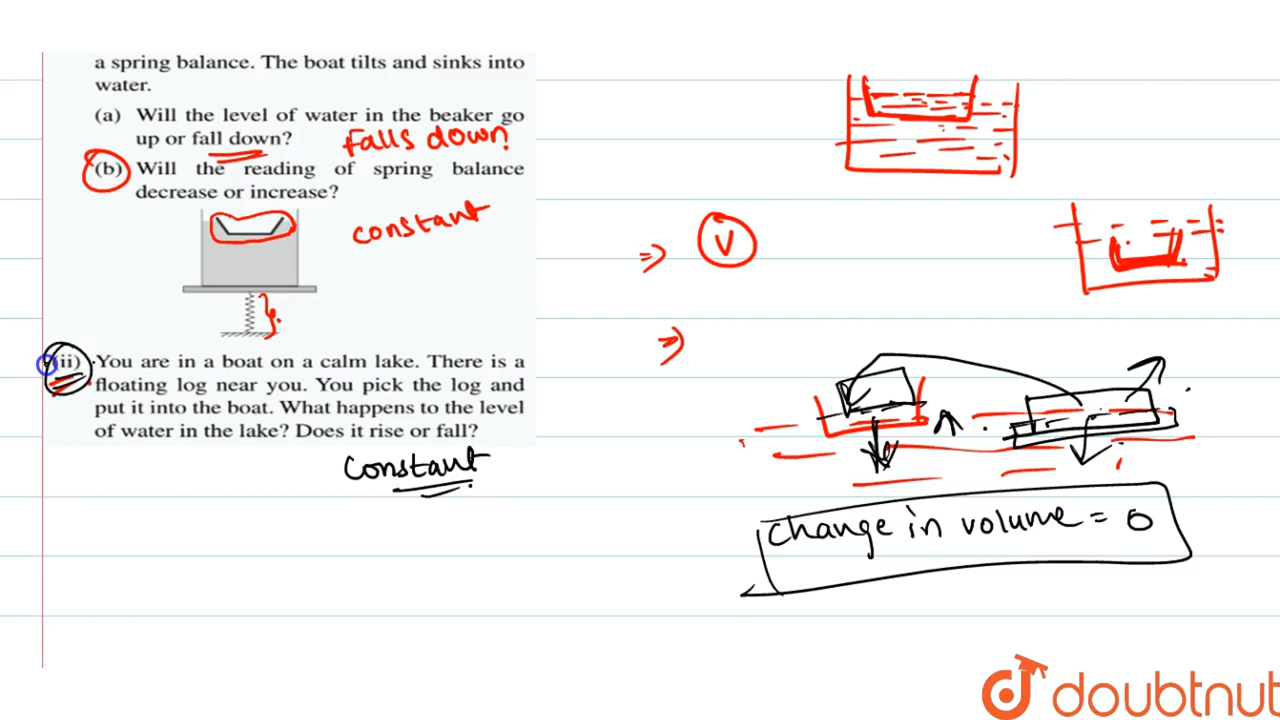 a spring balance. The boat tilts and sinks into
water.
(a) Will the level of water in the beaker go
up or fall down?
Falls down
(b) Will the reading of spring balance
decrease or increase?
constant
⇒ V
⇒
(ii) You are in a boat on a calm lake. There is a
floating log near you. You pick the log and
put it into the boat. What happens to the level
of water in the lake? Does it rise or fall?
Constant
change in volume = 0
doubtnut